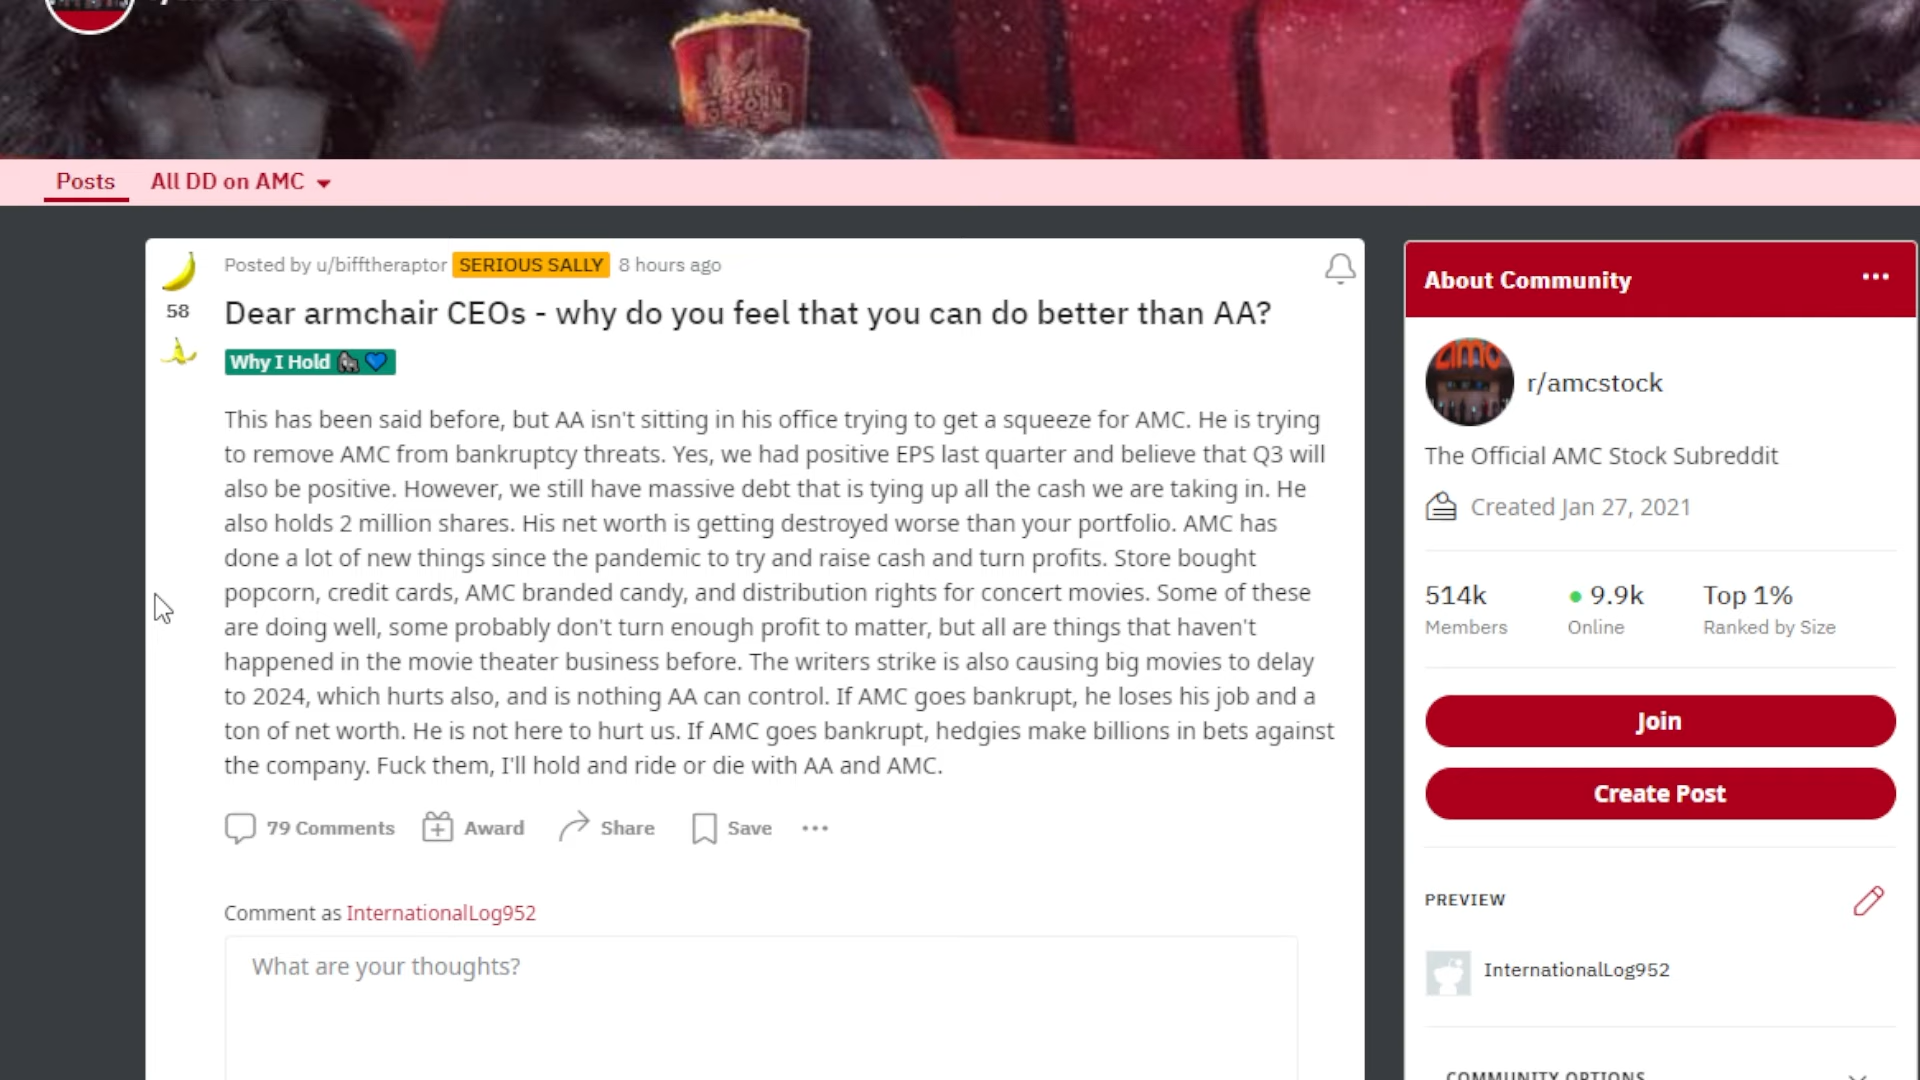 Posts All DD on AMC
Posted by u/bifftheraptor SERIOUS SALLY 8 hours ago
58
Dear armchair CEOs - why do you feel that you can do better than AA?
Why I Hold 🦍💙
This has been said before, but AA isn't sitting in his office trying to get a squeeze for AMC. He is trying
to remove AMC from bankruptcy threats. Yes, we had positive EPS last quarter and believe that Q3 will
also be positive. However, we still have massive debt that is tying up all the cash we are taking in. He
also holds 2 million shares. His net worth is getting destroyed worse than your portfolio. AMC has
done a lot of new things since the pandemic to try and raise cash and turn profits. Store bought
popcorn, credit cards, AMC branded candy, and distribution rights for concert movies. Some of these
are doing well, some probably don't turn enough profit to matter, but all are things that haven't
happened in the movie theater business before. The writers strike is also causing big movies to delay
to 2024, which hurts also, and is nothing AA can control. If AMC goes bankrupt, he loses his job and a
ton of net worth. He is not here to hurt us. If AMC goes bankrupt, hedgies make billions in bets against
the company. Fuck them, I'll hold and ride or die with AA and AMC.
79 Comments Award Share Save
Comment as InternationalLog952
What are your thoughts?
About Community
amc
r/amcstock
The Official AMC Stock Subreddit
Created Jan 27, 2021
514k 9.9k Top 1%
Members Online Ranked by Size
Join
Create Post
PREVIEW
InternationalLog952
COMMUNITY OPTIONS